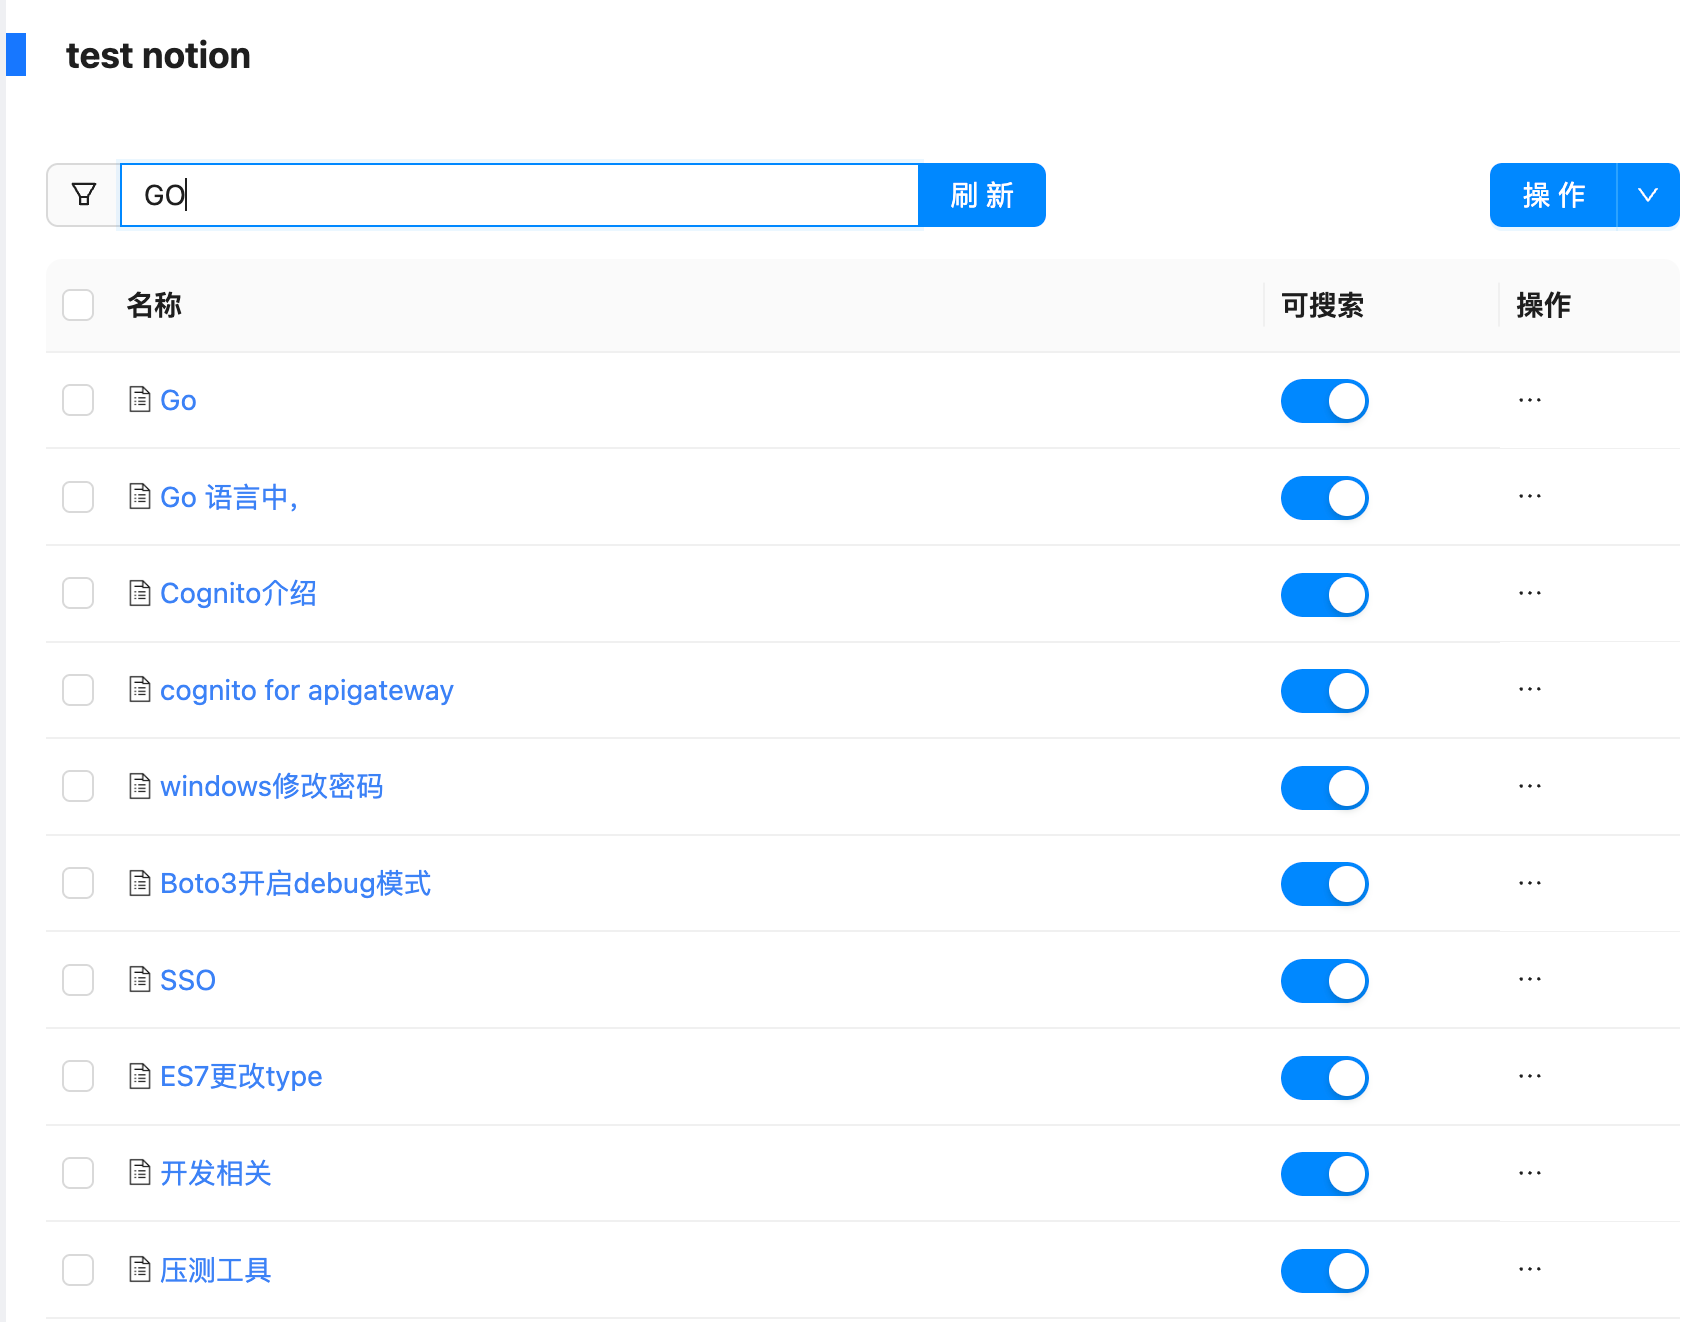 test notion
GO 刷 新 操 作
名称 可搜索 操作
Go ···
Go 语言中, ···
Cognito介绍 ···
cognito for apigateway ···
windows修改密码 ···
Boto3开启debug模式 ···
SSO ···
ES7更改type ···
开发相关 ···
压测工具 ···